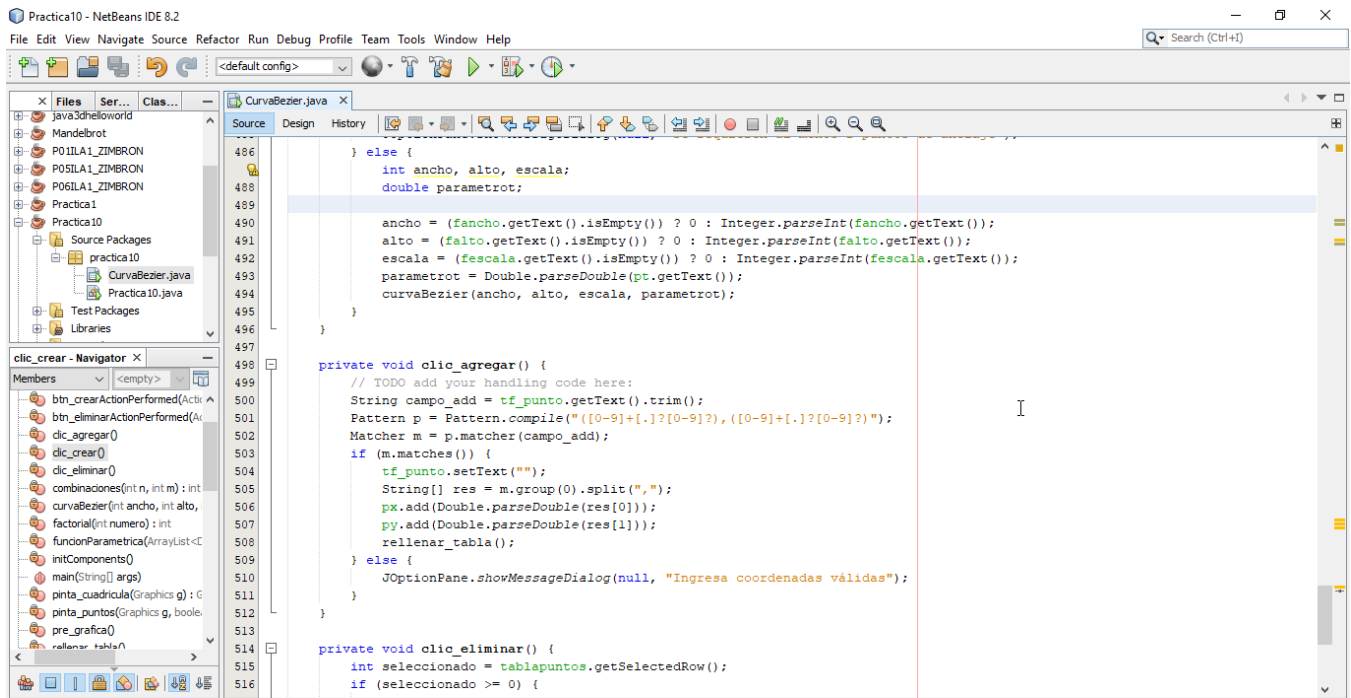 Practica10 - NetBeans IDE 8.2
File Edit View Navigate Source Refactor Run Debug Profile Team Tools Window Help
Search (Ctrl+I)
<default config>
Files Ser... Clas...
CurvaBezier.java
Source Design History
java3dhelloworld
Mandelbrot
P01ILA1_ZIMBRON
P05ILA1_ZIMBRON
P06ILA1_ZIMBRON
Practica1
Practica10
Source Packages
practica10
CurvaBezier.java
Practica10.java
Test Packages
Libraries
clic_crear - Navigator
Members <empty>
btn_crearActionPerformed(Actic
btn_eliminarActionPerformed(Ac
clic_agregar()
clic_crear()
clic_eliminar()
combinaciones(int n, int m) : int
curvaBezier(int ancho, int alto,
factorial(int numero) : int
funcionParametrica(ArrayList<D
initComponents()
main(String[] args)
pinta_cuadricula(Graphics g) : G
pinta_puntos(Graphics g, boolea
pre_grafica()
rellenar_tabla()
486 } else {
int ancho, alto, escala;
488 double parametrot;
489
490 ancho = (fancho.getText().isEmpty()) ? 0 : Integer.parseInt(fancho.getText());
491 alto = (falto.getText().isEmpty()) ? 0 : Integer.parseInt(falto.getText());
492 escala = (fescala.getText().isEmpty()) ? 0 : Integer.parseInt(fescala.getText());
493 parametrot = Double.parseDouble(pt.getText());
494 curvaBezier(ancho, alto, escala, parametrot);
495 }
496 }
497
498 private void clic_agregar() {
499 // TODO add your handling code here:
500 String campo_add = tf_punto.getText().trim();
501 Pattern p = Pattern.compile("([0-9]+[.]?[0-9]?),([0-9]+[.]?[0-9]?)");
502 Matcher m = p.matcher(campo_add);
503 if (m.matches()) {
504 tf_punto.setText("");
505 String[] res = m.group(0).split(",");
506 px.add(Double.parseDouble(res[0]));
507 py.add(Double.parseDouble(res[1]));
508 rellenar_tabla();
509 } else {
510 JOptionPane.showMessageDialog(null, "Ingresa coordenadas válidas");
511 }
512 }
513
514 private void clic_eliminar() {
515 int seleccionado = tablapuntos.getSelectedRow();
516 if (seleccionado >= 0) {